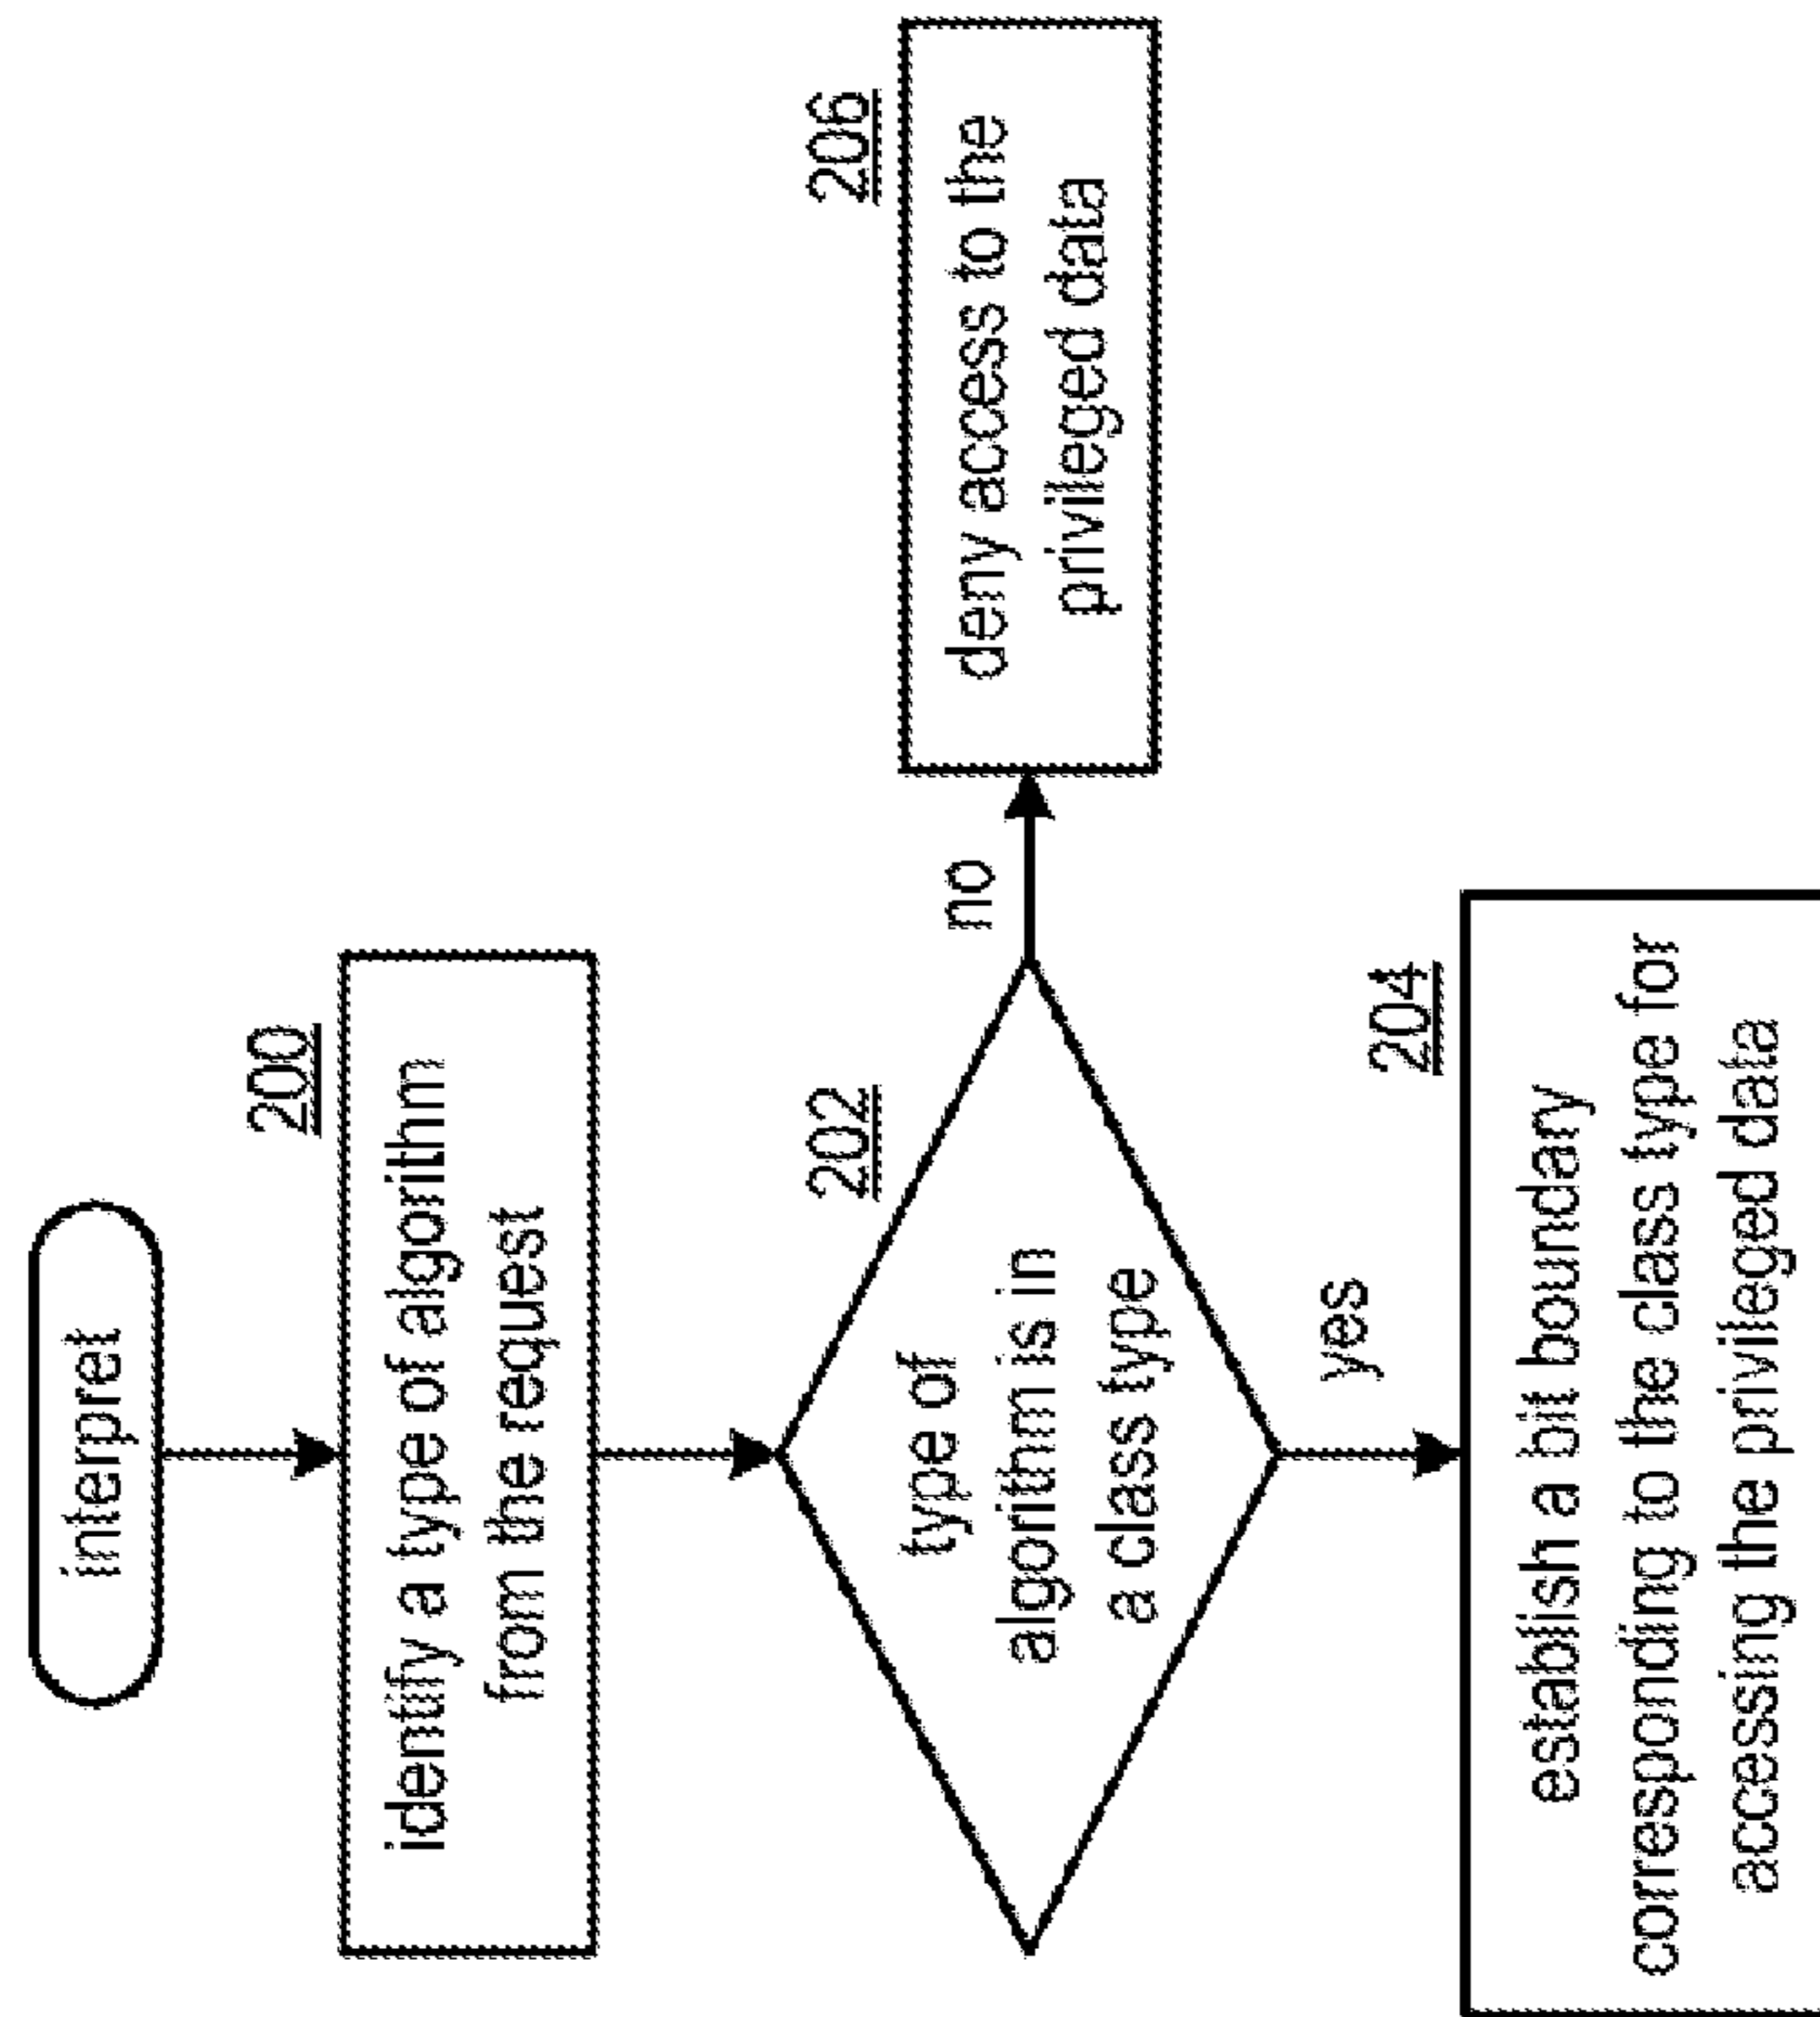 interpret
200
identify a type of algorithm
from the request
202
type of
algorithm is in
a class type
no
206
deny access to the
privileged data
yes
204
establish a bit boundary
corresponding to the class type for
accessing the privileged data